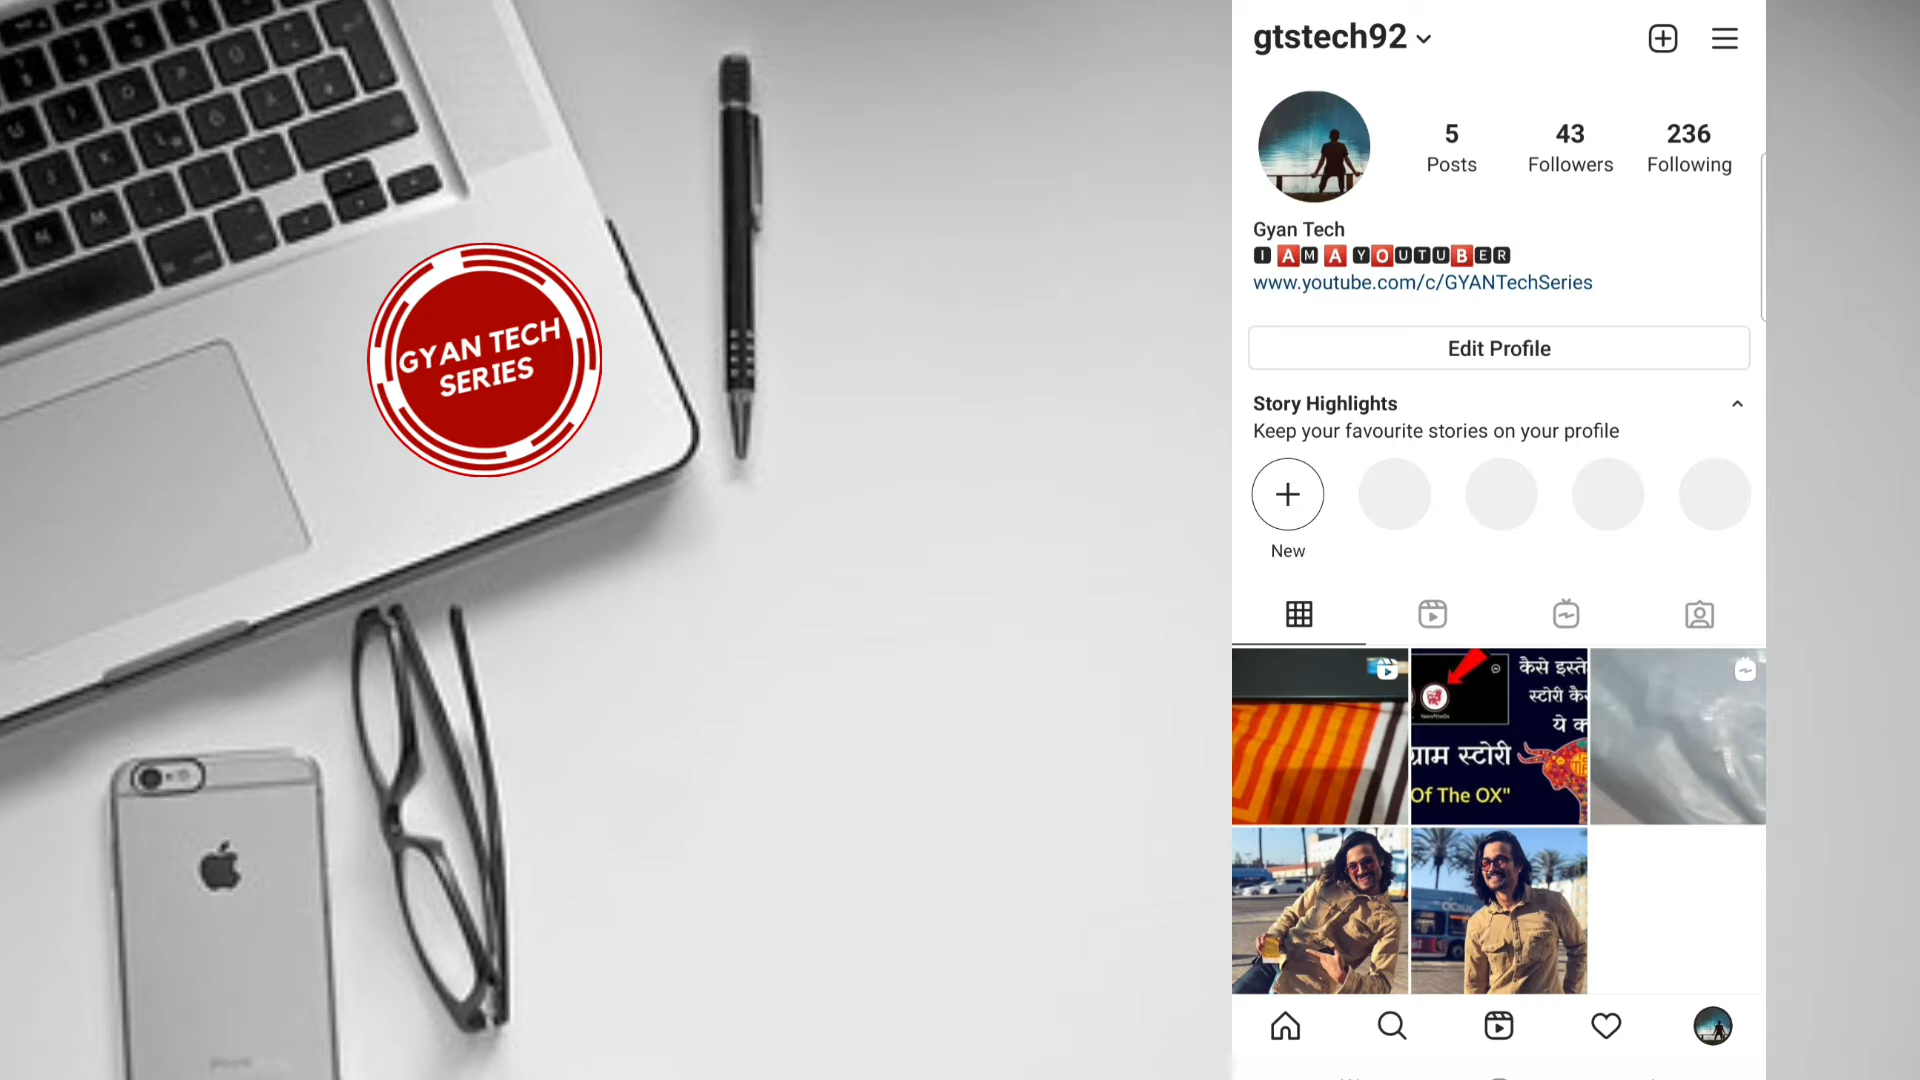 GYAN TECH
SERIES
gtstech92
5
Posts
43
Followers
236
Following
Gyan Tech
I AM A YOUTUBER
www.youtube.com/c/GYANTechSeries
Edit Profile
Story Highlights
Keep your favourite stories on your profile
New
कैसे इस्ते
स्टोरी कै
ये क
ग्राम स्टोरी
Of The OX"